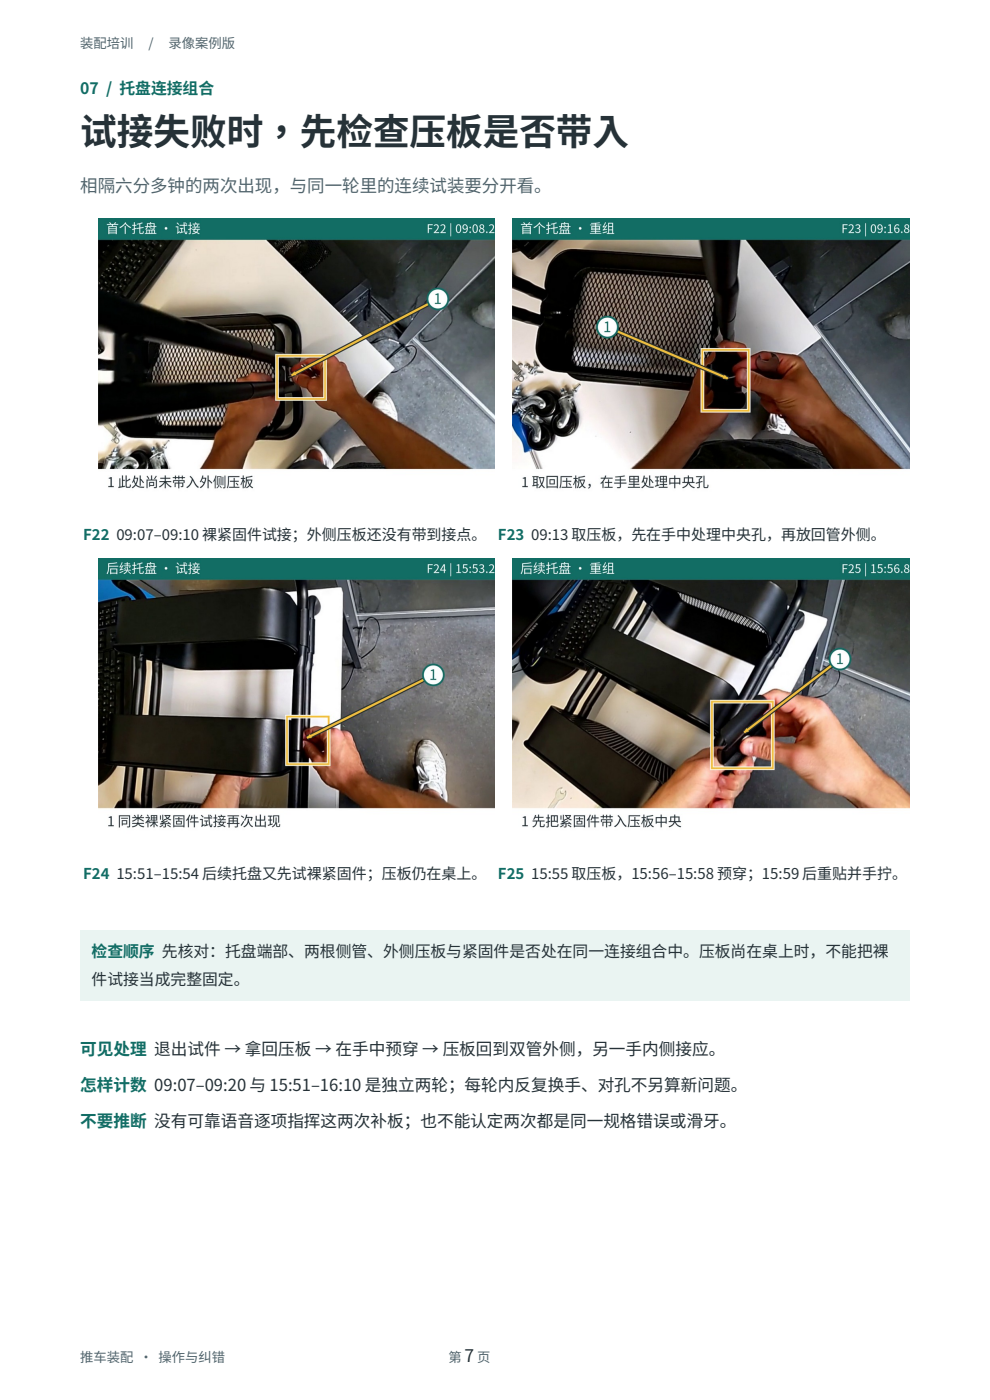 装配培训 / 录像案例版
07 / 托盘连接组合
试接失败时，先检查压板是否带入
相隔六分多钟的两次出现，与同一轮里的连续试装要分开看。
首个托盘 · 试接 F22 | 09:08.2
首个托盘 · 重组 F23 | 09:16.8
1
1
1 此处尚未带入外侧压板
1 取回压板，在手里处理中央孔
F22 09:07–09:10 裸紧固件试接；外侧压板还没有带到接点。
F23 09:13 取压板，先在手中处理中央孔，再放回管外侧。
后续托盘 · 试接 F24 | 15:53.2
后续托盘 · 重组 F25 | 15:56.8
1
1
1 同类裸紧固件试接再次出现
1 先把紧固件带入压板中央
F24 15:51–15:54 后续托盘又先试裸紧固件；压板仍在桌上。
F25 15:55 取压板，15:56–15:58 预穿；15:59 后重贴并手拧。
检查顺序 先核对：托盘端部、两根侧管、外侧压板与紧固件是否处在同一连接组合中。压板尚在桌上时，不能把裸
件试接当成完整固定。
可见处理 退出试件 → 拿回压板 → 在手中预穿 → 压板回到双管外侧，另一手内侧接应。
怎样计数 09:07–09:20 与 15:51–16:10 是独立两轮；每轮内反复换手、对孔不另算新问题。
不要推断 没有可靠语音逐项指挥这两次补板；也不能认定两次都是同一规格错误或滑牙。
推车装配 · 操作与纠错 第 7 页